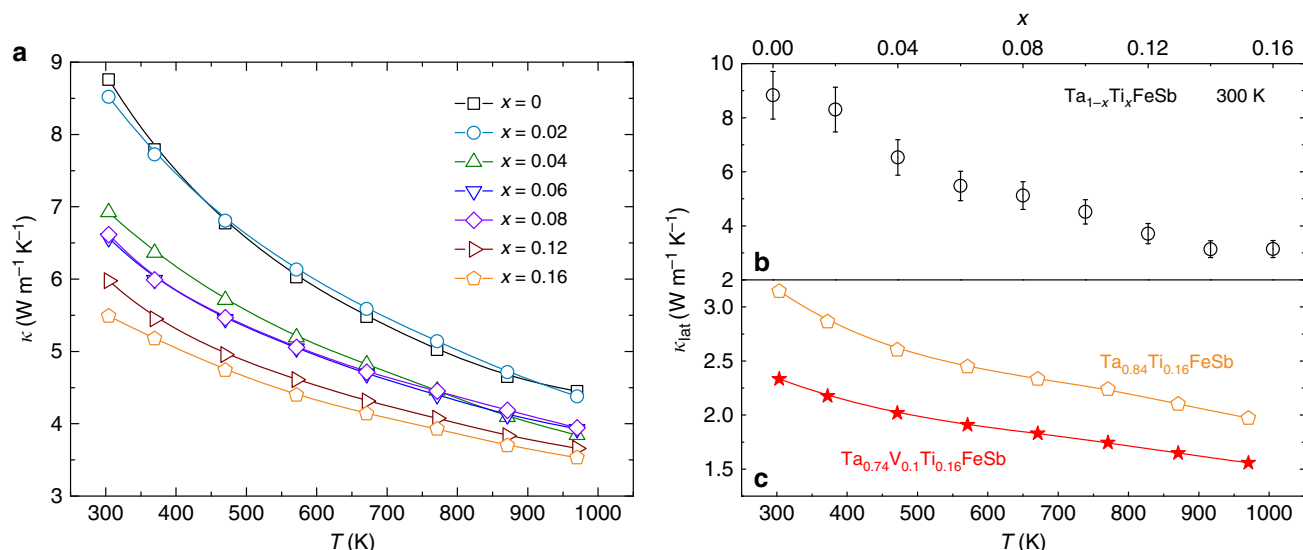 a
κ (W m⁻¹ K⁻¹)
9
8
7
6
5
4
3
300 400 500 600 700 800 900 1000
T (K)
x = 0
x = 0.02
x = 0.04
x = 0.06
x = 0.08
x = 0.12
x = 0.16
x
0.00 0.04 0.08 0.12 0.16
10
8
6
4
2
Ta₁₋ₓTiₓFeSb 300 K
b
κ_lat (W m⁻¹ K⁻¹)
3.0
2.5
2.0
1.5
Ta₀.₈₄Ti₀.₁₆FeSb
Ta₀.₇₄V₀.₁Ti₀.₁₆FeSb
c
300 400 500 600 700 800 900 1000
T (K)